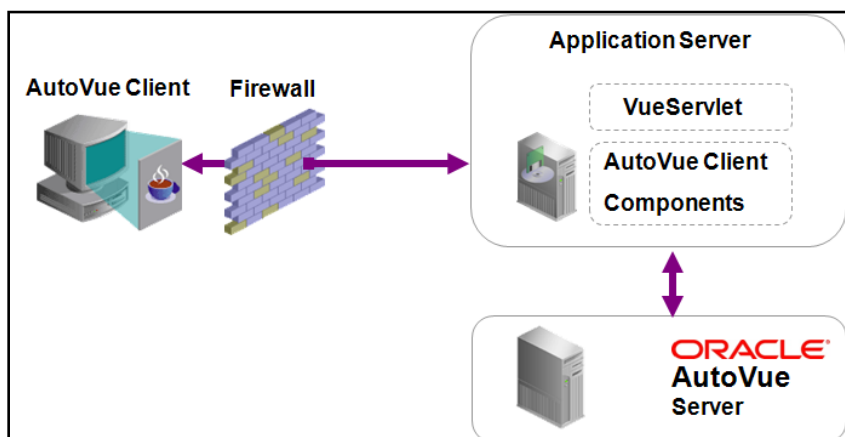 Application Server
AutoVue Client
Firewall
VueServlet
AutoVue Client
Components
ORACLE®
AutoVue
Server